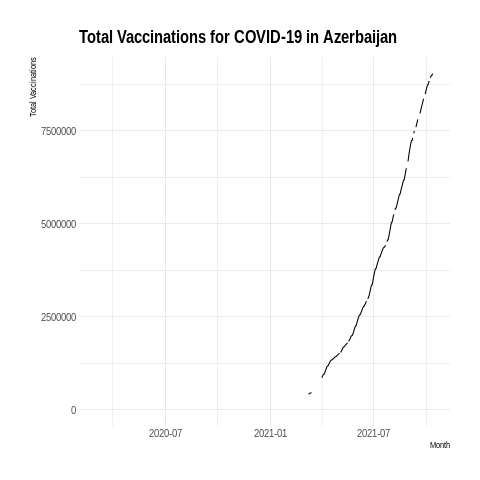 Total Vaccinations for COVID-19 in Azerbaijan
Total Vaccinations
7500000
5000000
2500000
0
2020-07
2021-01
2021-07
Month